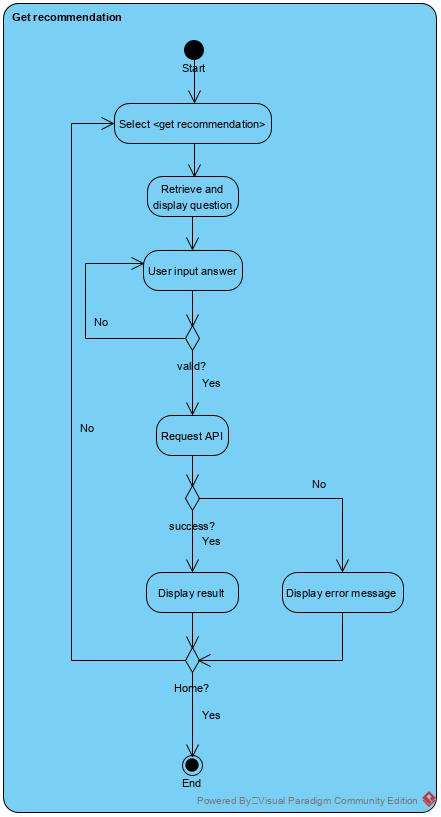 Get recommendation
Start
Select <get recommendation>
Retrieve and
display question
User input answer
No
valid?
Yes
No
Request API
No
success?
Yes
Display result
Display error message
Home?
Yes
End
Powered By Visual Paradigm Community Edition